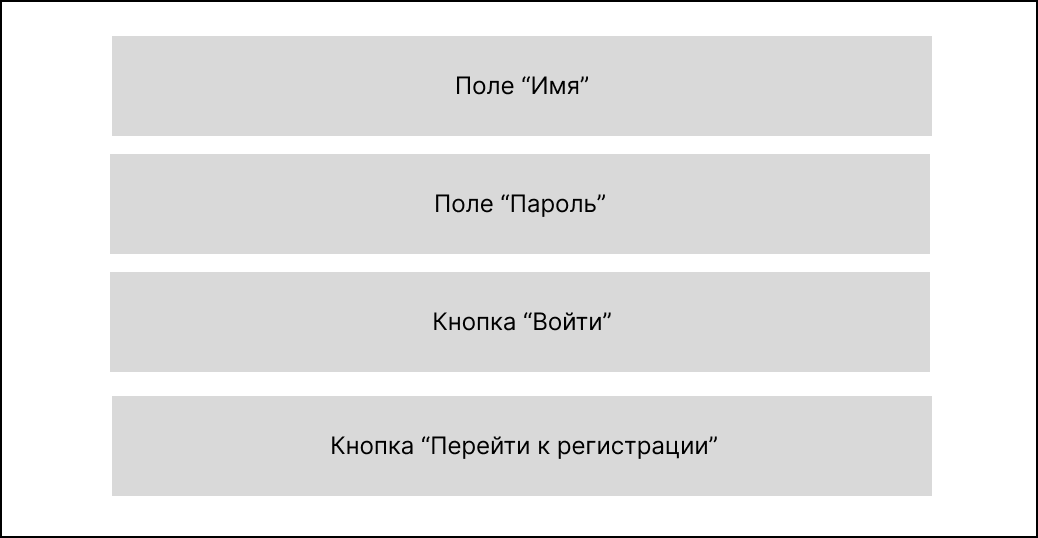 Поле “Имя”
Поле “Пароль”
Кнопка “Войти”
Кнопка “Перейти к регистрации”